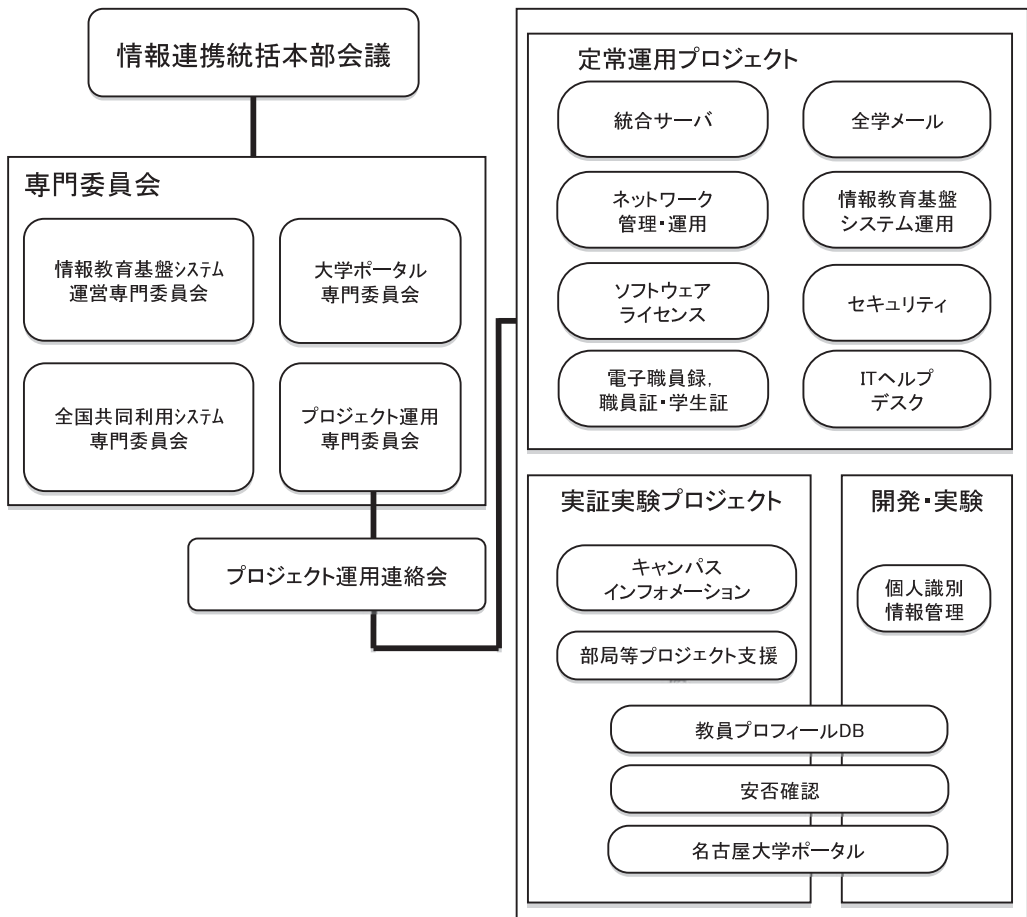 情報連携統括本部会議
専門委員会
情報教育基盤システム
運営専門委員会
大学ポータル
専門委員会
全国共同利用システム
専門委員会
プロジェクト運用
専門委員会
プロジェクト運用連絡会
定常運用プロジェクト
統合サーバ
全学メール
ネットワーク
管理・運用
情報教育基盤
システム運用
ソフトウェア
ライセンス
セキュリティ
電子職員録,
職員証・学生証
ITヘルプ
デスク
実証実験プロジェクト
キャンパス
インフォメーション
部局等プロジェクト支援
開発・実験
個人識別
情報管理
教員プロフィールDB
安否確認
名古屋大学ポータル